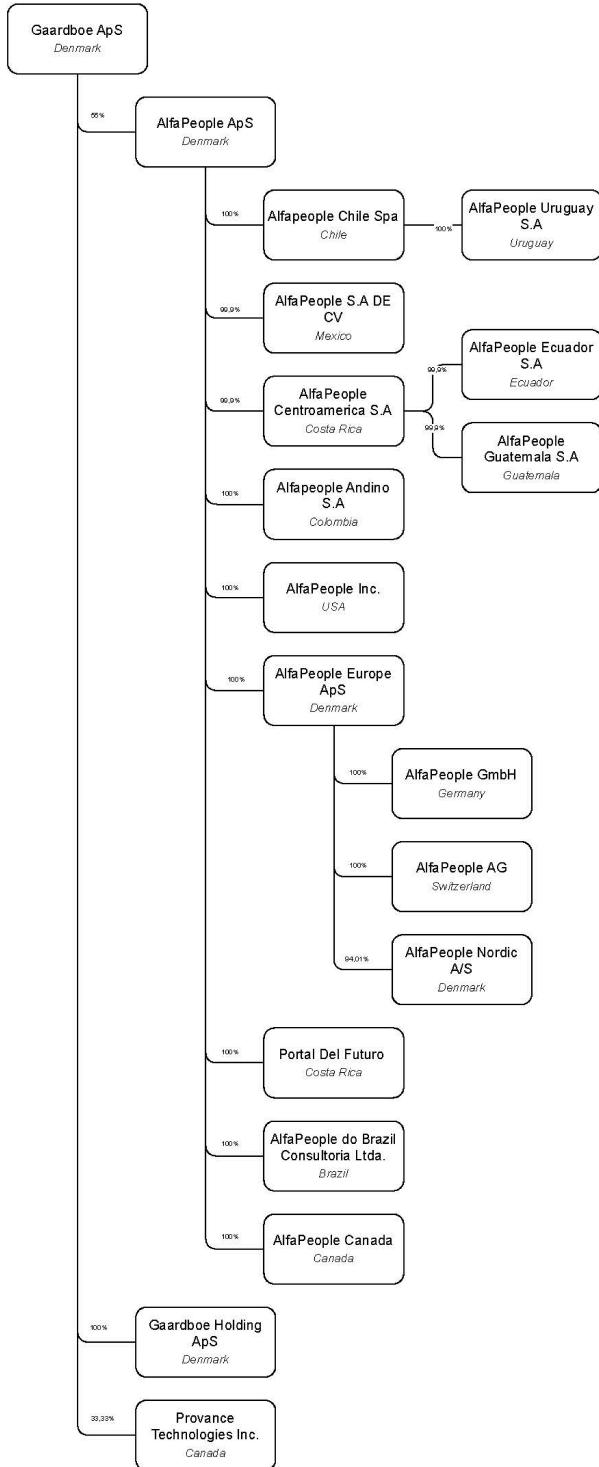 Gaardboe ApS
Denmark
55%
AlfaPeople ApS
Denmark
100%
Alfapeople Chile Spa
Chile
100%
AlfaPeople Uruguay
S.A
Uruguay
99,9%
AlfaPeople S.A DE
CV
Mexico
99,9%
AlfaPeople
Centroamerica S.A
Costa Rica
99,9%
AlfaPeople Ecuador
S.A
Ecuador
99,9%
AlfaPeople
Guatemala S.A
Guatemala
100%
Alfapeople Andino
S.A
Colombia
100%
AlfaPeople Inc.
USA
100%
AlfaPeople Europe
ApS
Denmark
100%
AlfaPeople GmbH
Germany
100%
AlfaPeople AG
Switzerland
94,01%
AlfaPeople Nordic
A/S
Denmark
100%
Portal Del Futuro
Costa Rica
100%
AlfaPeople do Brazil
Consultoria Ltda.
Brazil
100%
AlfaPeople Canada
Canada
100%
Gaardboe Holding
ApS
Denmark
33,33%
Provance
Technologies Inc.
Canada